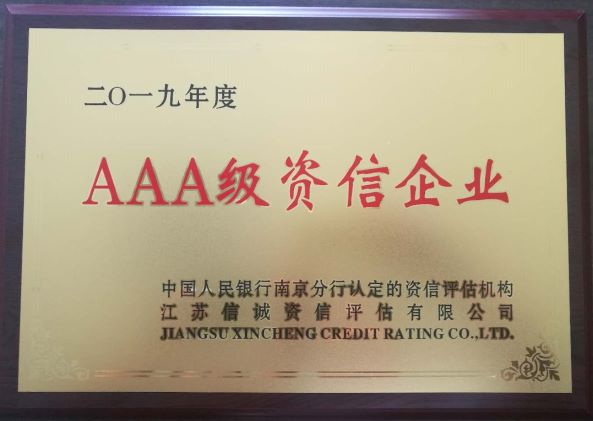 二〇一九年度
AAA级资信企业
中国人民银行南京分行认定的资信评估机构
江苏信诚资信评估有限公司
JIANGSU XINCHENG CREDIT RATING CO.,LTD.